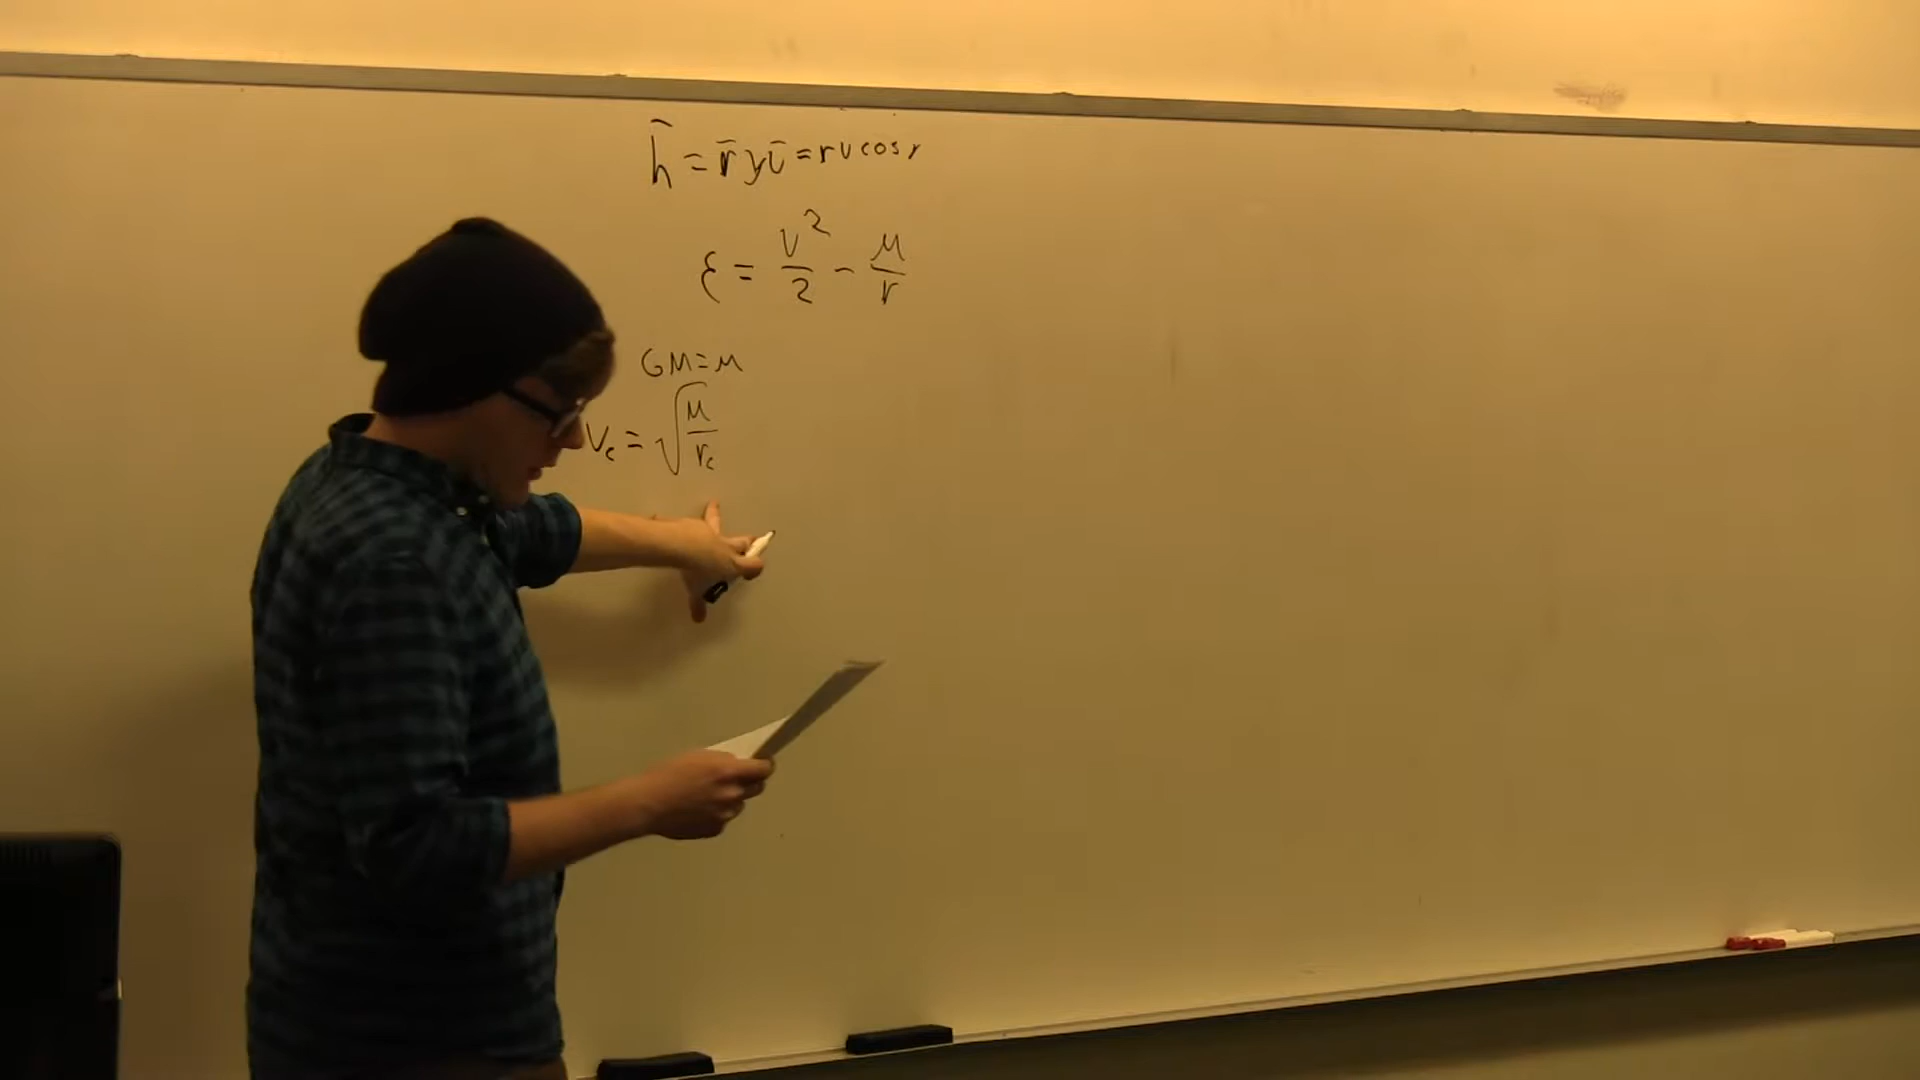 h̄ = r̄ x ῡ = r v cos γ
ε = v²/2 - μ/r
GM = μ
Vc = √(μ/rc)